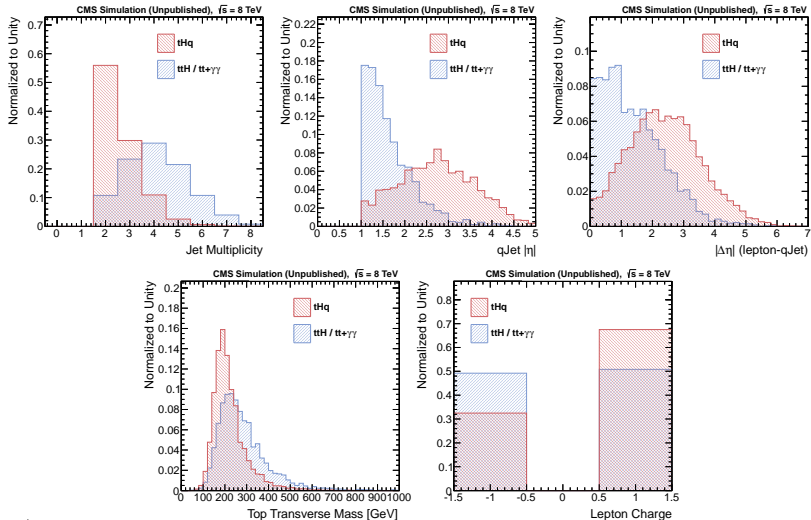 CMS Simulation (Unpublished), √s = 8 TeV
Normalized to Unity
0.7
0.6
0.5
0.4
0.3
0.2
0.1
0
tHq
ttH / tt+γγ
0 1 2 3 4 5 6 7 8
Jet Multiplicity
CMS Simulation (Unpublished), √s = 8 TeV
Normalized to Unity
0.22
0.2
0.18
0.16
0.14
0.12
0.1
0.08
0.06
0.04
0.02
0
tHq
ttH / tt+γγ
0 0.5 1 1.5 2 2.5 3 3.5 4 4.5 5
qJet |η|
CMS Simulation (Unpublished), √s = 8 TeV
Normalized to Unity
0.1
0.08
0.06
0.04
0.02
0
tHq
ttH / tt+γγ
0 1 2 3 4 5 6 7
|Δη| (lepton-qJet)
CMS Simulation (Unpublished), √s = 8 TeV
Normalized to Unity
0.2
0.18
0.16
0.14
0.12
0.1
0.08
0.06
0.04
0.02
0
tHq
ttH / tt+γγ
0 100 200 300 400 500 600 700 800 900 1000
Top Transverse Mass [GeV]
CMS Simulation (Unpublished), √s = 8 TeV
Normalized to Unity
0.8
0.7
0.6
0.5
0.4
0.3
0.2
0.1
0
tHq
ttH / tt+γγ
-1.5 -1 -0.5 0 0.5 1 1.5
Lepton Charge